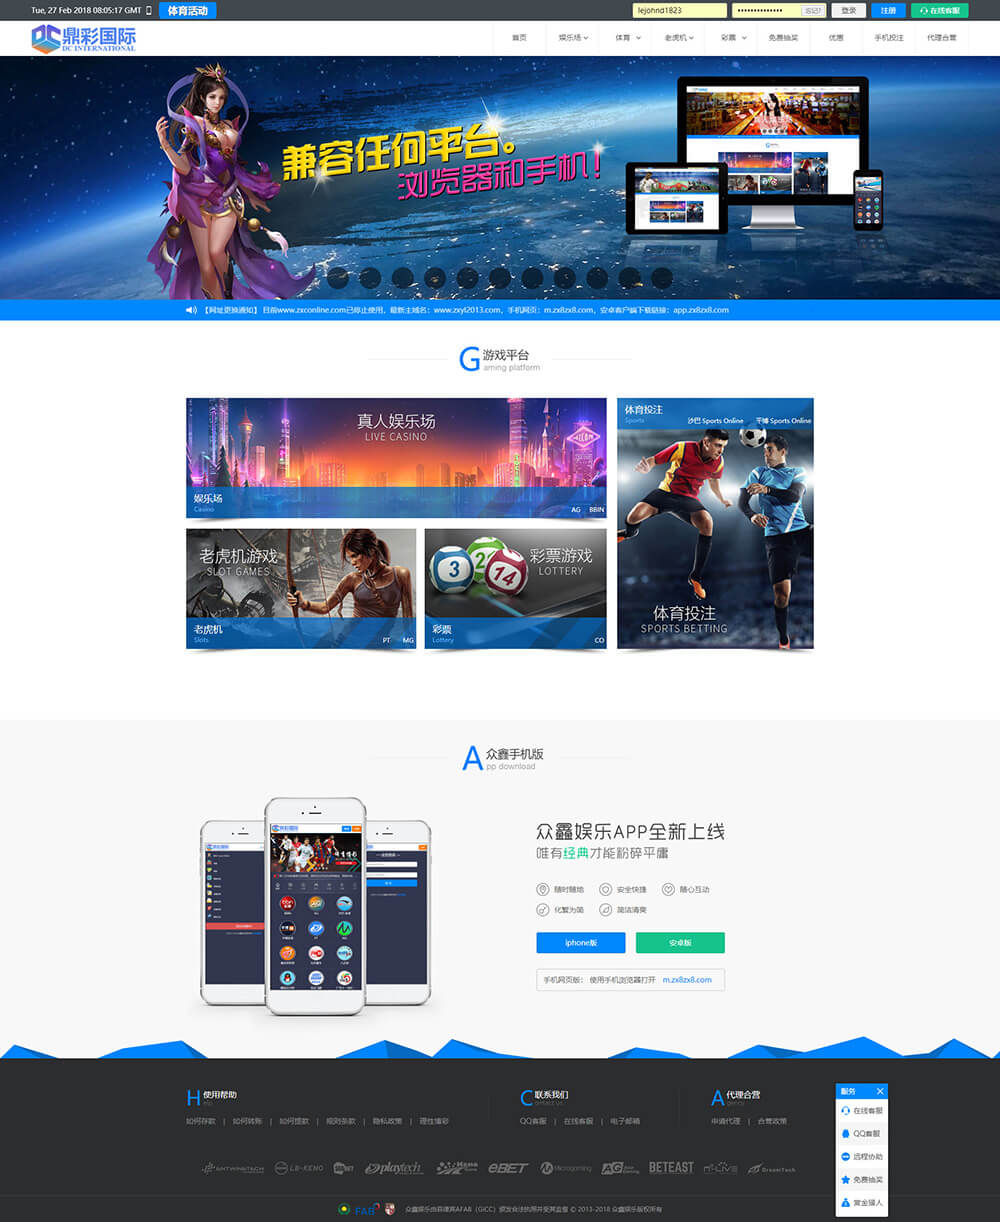 Tue, 27 Feb 2018 08:05:17 GMT 体育活动 lejohnd1823 忘记? 登录 注册 在线客服
鼎彩国际
DC INTERNATIONAL
首页 娱乐场 体育 老虎机 彩票 免费抽奖 优惠 手机投注 代理合营
兼容任何平台。
浏览器和手机！
【网址更换通知】 目前www.zxconline.com已停止使用，最新主域名：www.zxyl2013.com，手机网页：m.zx8zx8.com，安卓客户端下载链接：app.zx8zx8.com
G 游戏平台
aming platform
真人娱乐场
LIVE CASINO
娱乐场
Casino
AG BBIN
体育投注
Sports
沙巴 Sports Online 平博 Sports Online
老虎机游戏
SLOT GAMES
老虎机
Slots
PT MG
彩票游戏
LOTTERY
3 2 14
彩票
Lottery
CO
体育投注
SPORTS BETTING
A 众鑫手机版
pp download
鼎彩国际
众鑫娱乐APP全新上线
唯有经典才能粉碎平庸
随时随地 安全快捷 随心互动
化繁为简 简洁清爽
iphone版 安卓版
手机网页版： 使用手机浏览器打开 m.zx8zx8.com
H 使用帮助
elp
如何存款 | 如何转账 | 如何提款 | 规则条款 | 隐私政策 | 理性博彩
C 联系我们
ontact us
QQ客服 | 在线客服 | 电子邮箱
A 代理合营
gency
申请代理 | 合营政策
服务 X
在线客服
QQ客服
远程协助
免费抽奖
赏金猎人
LB-KENO playtech eBET Microgaming AG BETEAST DreamTech
众鑫娱乐由菲律宾AFAB（GICC）颁发合法执照并受其监督 © 2013-2018 众鑫娱乐版权所有